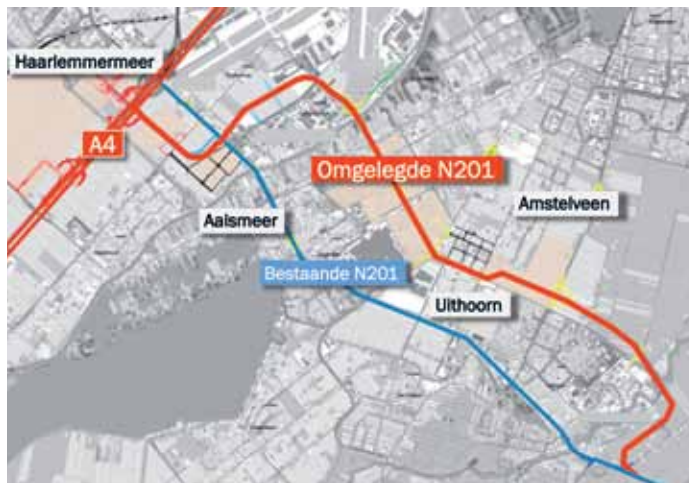 Haarlemmermeer
A4
Omgelegde N201
Amstelveen
Aalsmeer
Bestaande N201
Uithoorn